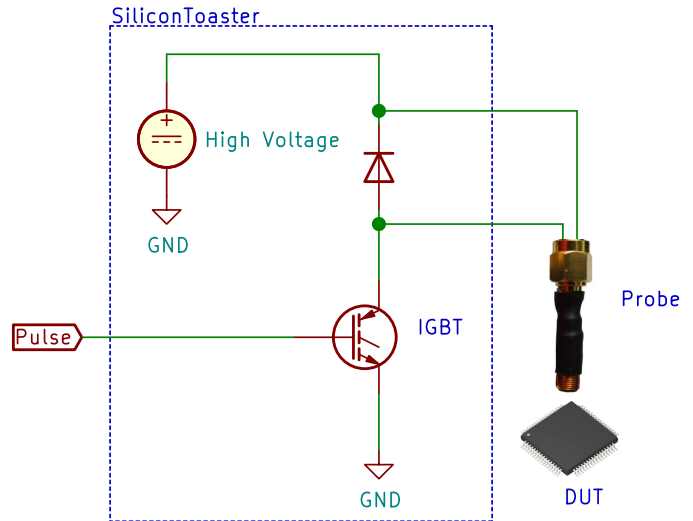 SiliconToaster
High Voltage
GND
Probe
IGBT
Pulse
GND
DUT